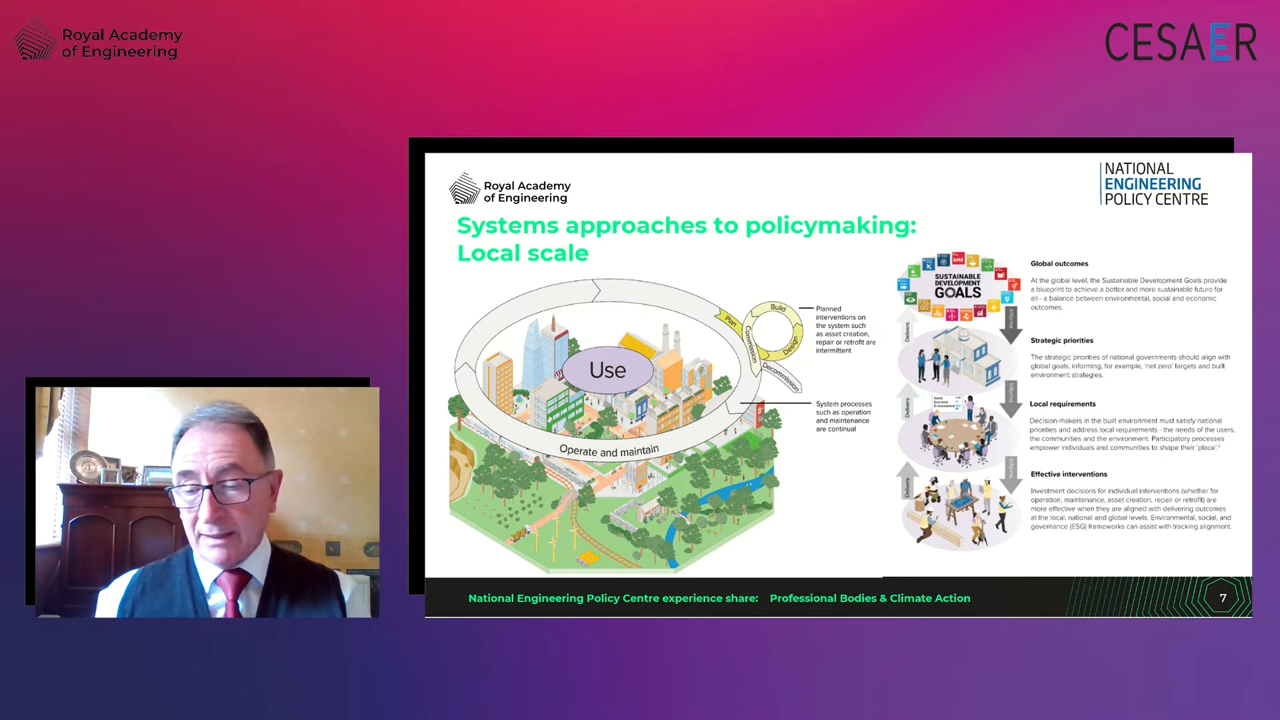 Royal Academy
of Engineering
CESAER
Royal Academy
of Engineering
NATIONAL
ENGINEERING
POLICY CENTRE
Systems approaches to policymaking:
Local scale
Use
Operate and maintain
Plan
Commission
Build
Design
Decommission
Planned
interventions on
the system such
as asset creation,
repair or retrofit are
intermittent
System processes
such as operation
and maintenance
are continual
SUSTAINABLE
DEVELOPMENT
GOALS
Delivers
Informs
Delivers
Informs
Delivers
Informs
Global outcomes
At the global level, the Sustainable Development Goals provide
a blueprint to achieve a better and more sustainable future for
all - a balance between environmental, social and economic
outcomes.
Strategic priorities
The strategic priorities of national governments should align with
global goals, informing, for example, 'net zero' targets and built
environment strategies.
Local requirements
Decision-makers in the built environment must satisfy national
priorities and address local requirements - the needs of the users,
the communities and the environment. Participatory processes
empower individuals and communities to shape their 'place'.
Effective interventions
Investment decisions for individual interventions (whether for
operation, maintenance, asset creation, repair or retrofit) are
more effective when they are aligned with delivering outcomes
at the local, national and global levels. Environmental, social, and
governance (ESG) frameworks can assist with tracking alignment.
National Engineering Policy Centre experience share: Professional Bodies & Climate Action
7